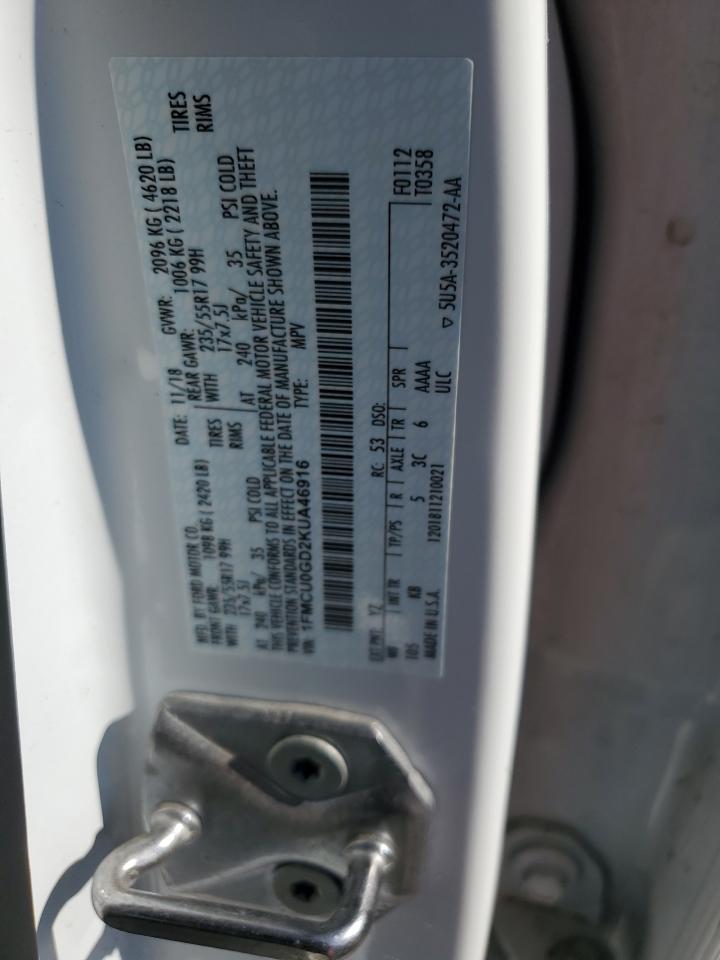 MFD. BY FORD MOTOR CO. DATE: 11/18 GVWR: 2096 KG ( 4620 LB)
FRONT GAWR: 1098 KG ( 2420 LB) REAR GAWR: 1006 KG ( 2218 LB)
WITH 235/55R17 99H TIRES WITH 235/55R17 99H TIRES
17x7.5J RIMS 17x7.5J RIMS
AT 240 kPa/ 35 PSI COLD AT 240 kPa/ 35 PSI COLD
THIS VEHICLE CONFORMS TO ALL APPLICABLE FEDERAL MOTOR VEHICLE SAFETY AND THEFT
PREVENTION STANDARDS IN EFFECT ON THE DATE OF MANUFACTURE SHOWN ABOVE.
VIN: 1FMCU0GD2KUA46916 TYPE: MPV
EXT PNT: YZ RC: 53 DSO: F0112
WB INT TR TP/PS R AXLE TR SPR T0358
105 KB 5 3C 6 AAAA
MADE IN U.S.A. 1201811210021 ULC ▽ 5U5A-3520472-AA